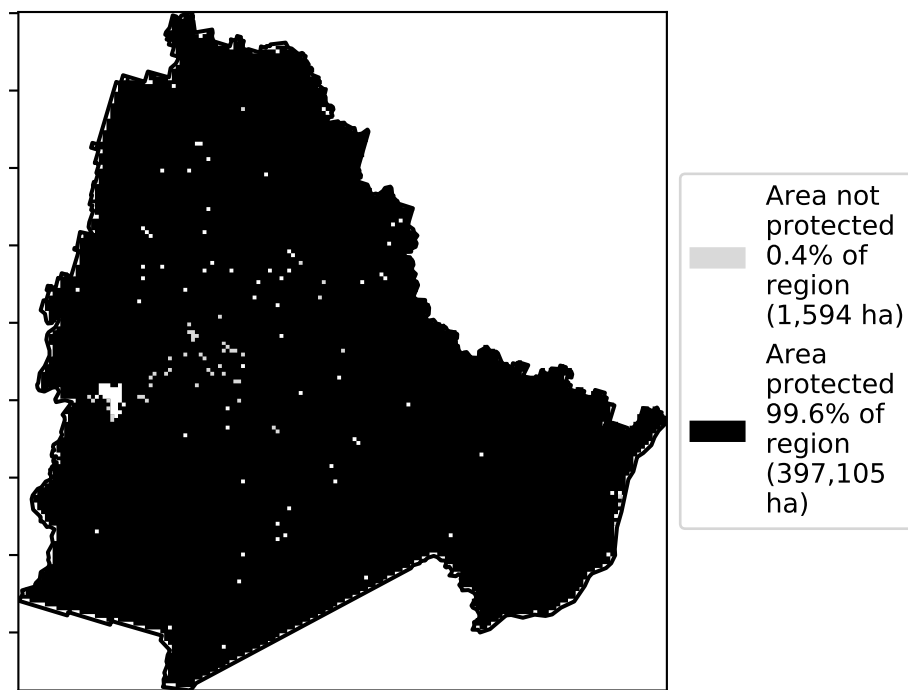 Area not
protected
0.4% of
region
(1,594 ha)
Area
protected
99.6% of
region
(397,105
ha)